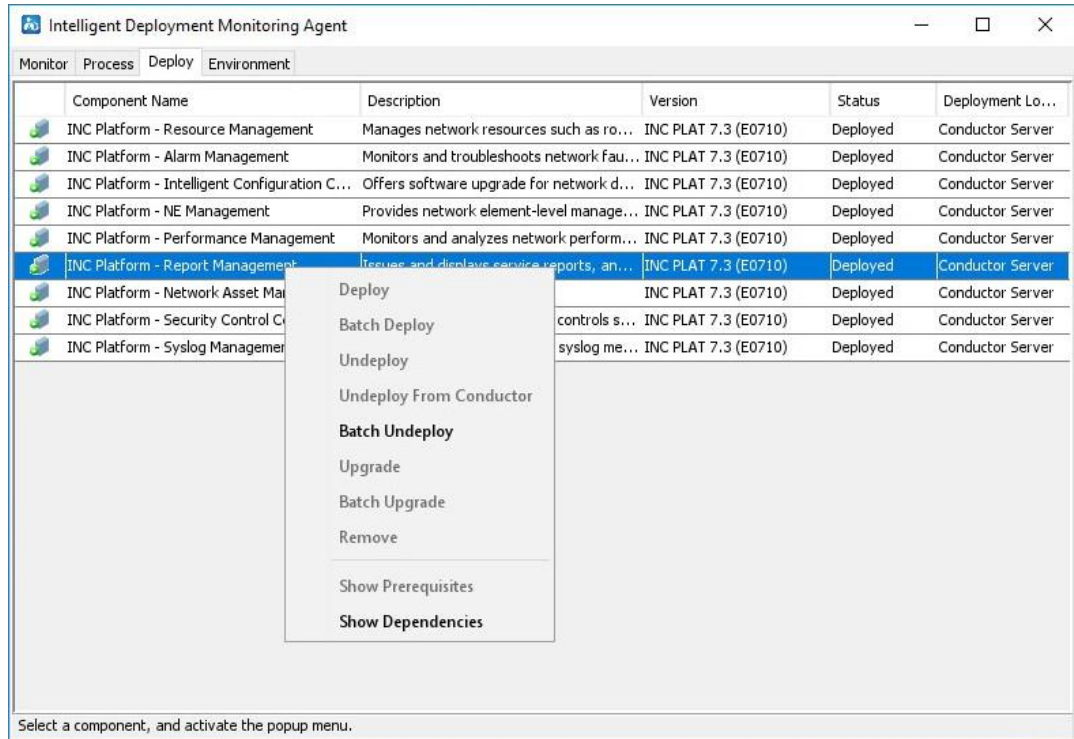 Intelligent Deployment Monitoring Agent
Monitor Process Deploy Environment
Component Name Description Version Status Deployment Lo...
INC Platform - Resource Management Manages network resources such as ro... INC PLAT 7.3 (E0710) Deployed Conductor Server
INC Platform - Alarm Management Monitors and troubleshoots network fau... INC PLAT 7.3 (E0710) Deployed Conductor Server
INC Platform - Intelligent Configuration C... Offers software upgrade for network d... INC PLAT 7.3 (E0710) Deployed Conductor Server
INC Platform - NE Management Provides network element-level manage... INC PLAT 7.3 (E0710) Deployed Conductor Server
INC Platform - Performance Management Monitors and analyzes network perform... INC PLAT 7.3 (E0710) Deployed Conductor Server
INC Platform - Report Management Issues and displays service reports, an... INC PLAT 7.3 (E0710) Deployed Conductor Server
INC Platform - Network Asset Ma INC PLAT 7.3 (E0710) Deployed Conductor Server
INC Platform - Security Control C controls s... INC PLAT 7.3 (E0710) Deployed Conductor Server
INC Platform - Syslog Managemer syslog me... INC PLAT 7.3 (E0710) Deployed Conductor Server
Deploy
Batch Deploy
Undeploy
Undeploy From Conductor
Batch Undeploy
Upgrade
Batch Upgrade
Remove
Show Prerequisites
Show Dependencies
Select a component, and activate the popup menu.